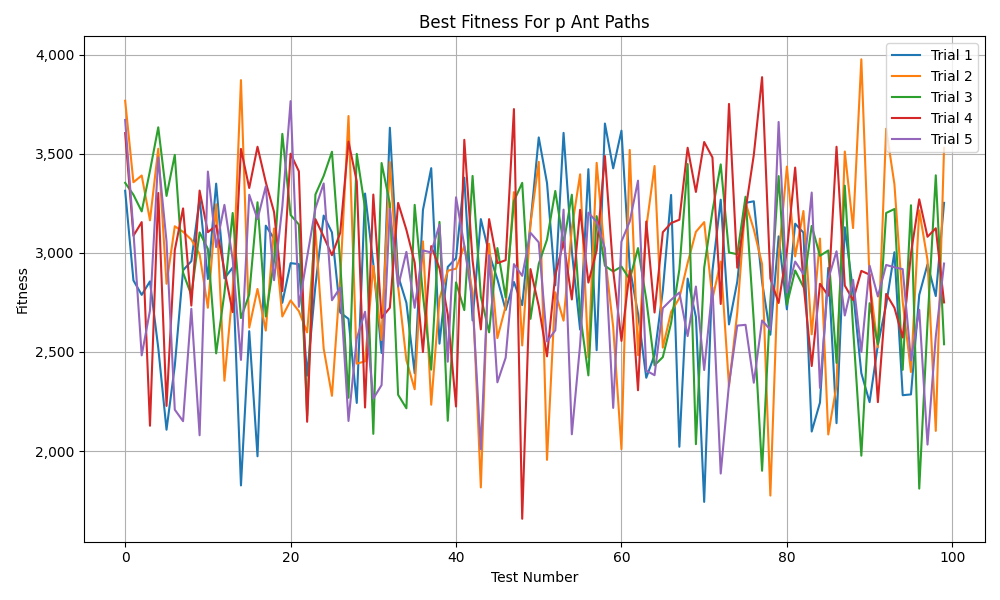 Best Fitness For p Ant Paths
Fitness
4,000
3,500
3,000
2,500
2,000
0
20
40
60
80
100
Test Number
Trial 1
Trial 2
Trial 3
Trial 4
Trial 5